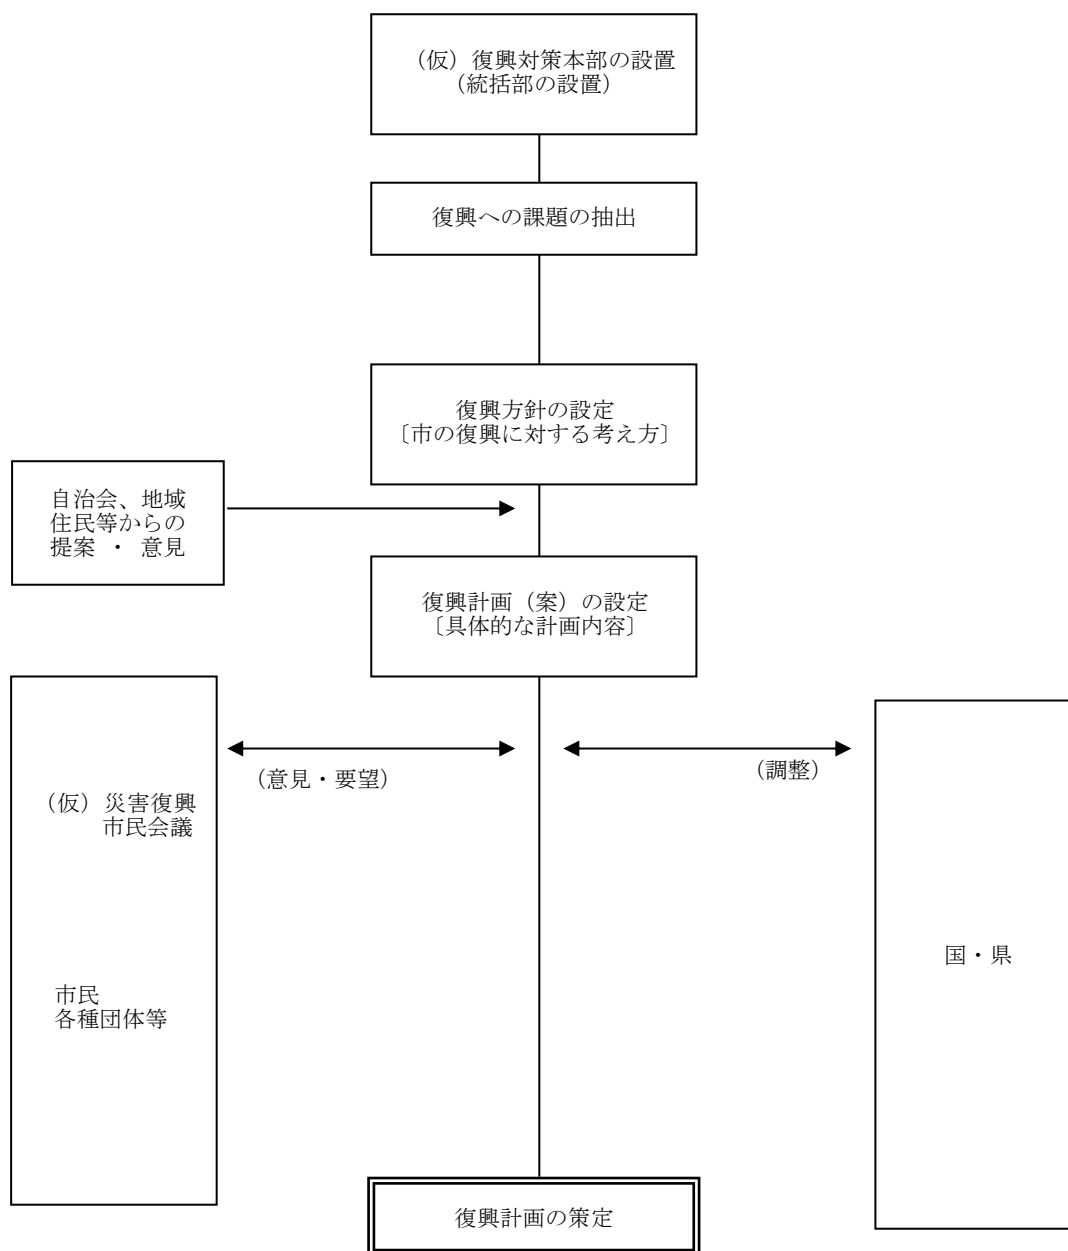 （仮）復興対策本部の設置
（統括部の設置）
復興への課題の抽出
復興方針の設定
〔市の復興に対する考え方〕
自治会、地域
住民等からの
提案 ・ 意見
復興計画（案）の設定
〔具体的な計画内容〕
（意見・要望）
（調整）
（仮）災害復興
市民会議
市民
各種団体等
国・県
復興計画の策定